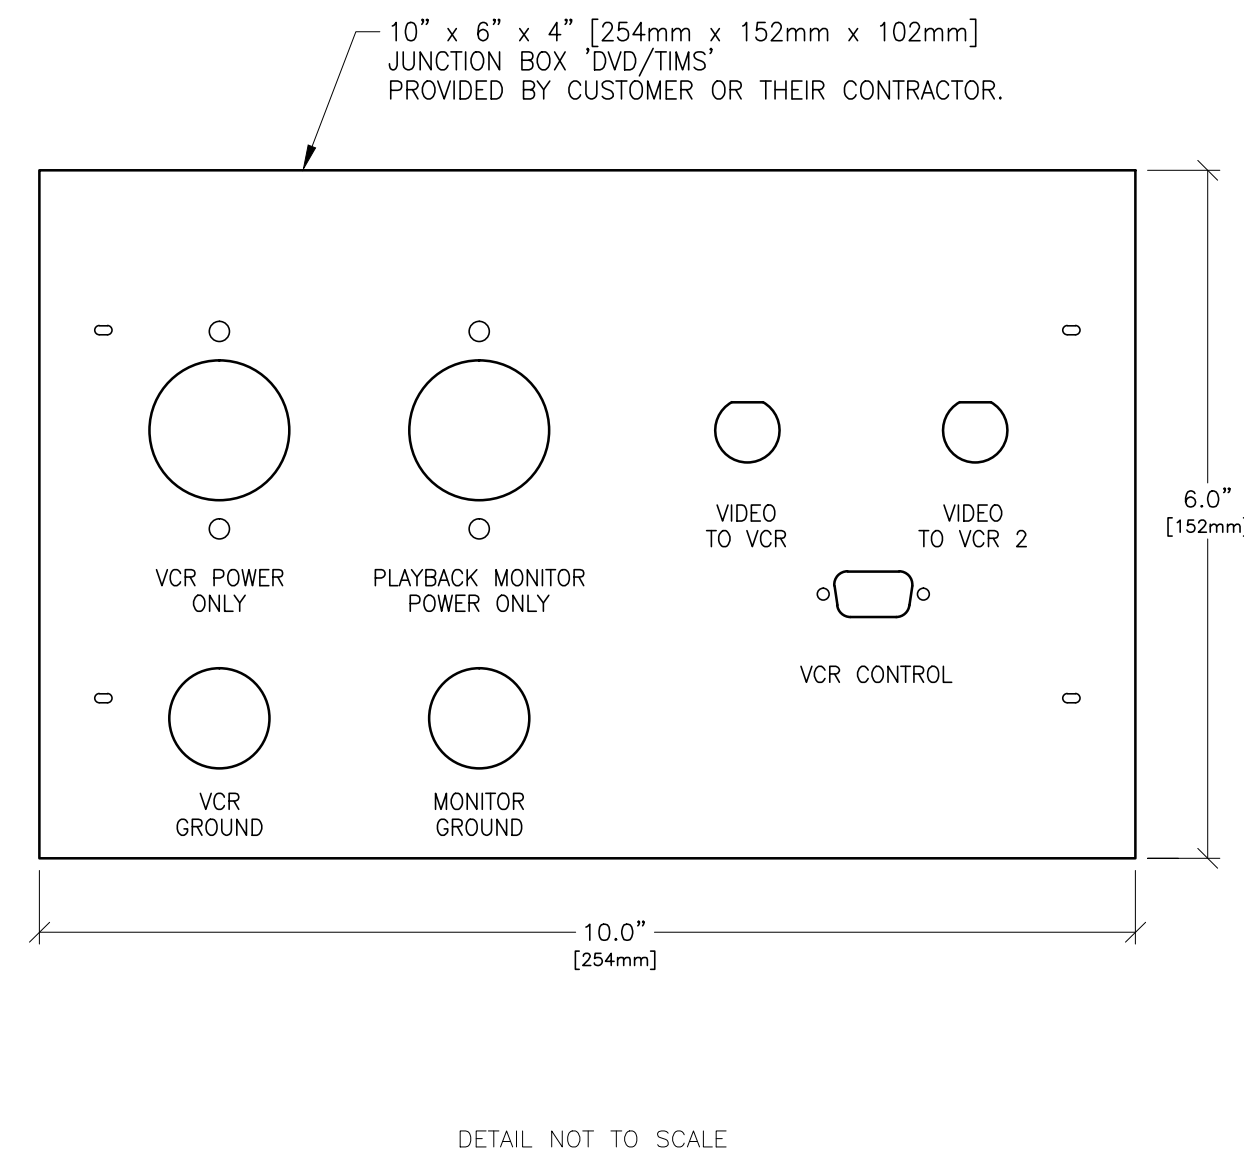 10” x 6” x 4” [254mm x 152mm x 102mm]
JUNCTION BOX 'DVD/TIMS'
PROVIDED BY CUSTOMER OR THEIR CONTRACTOR.
VIDEO
TO VCR
VIDEO
TO VCR 2
6.0”
[152mm]
VCR POWER
ONLY
PLAYBACK MONITOR
POWER ONLY
VCR CONTROL
VCR
GROUND
MONITOR
GROUND
10.0”
[254mm]
DETAIL NOT TO SCALE